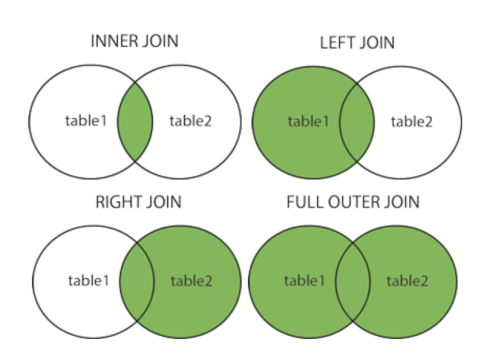 INNER JOIN
LEFT JOIN
table1
table2
table1
table2
RIGHT JOIN
FULL OUTER JOIN
table1
table2
table1
table2